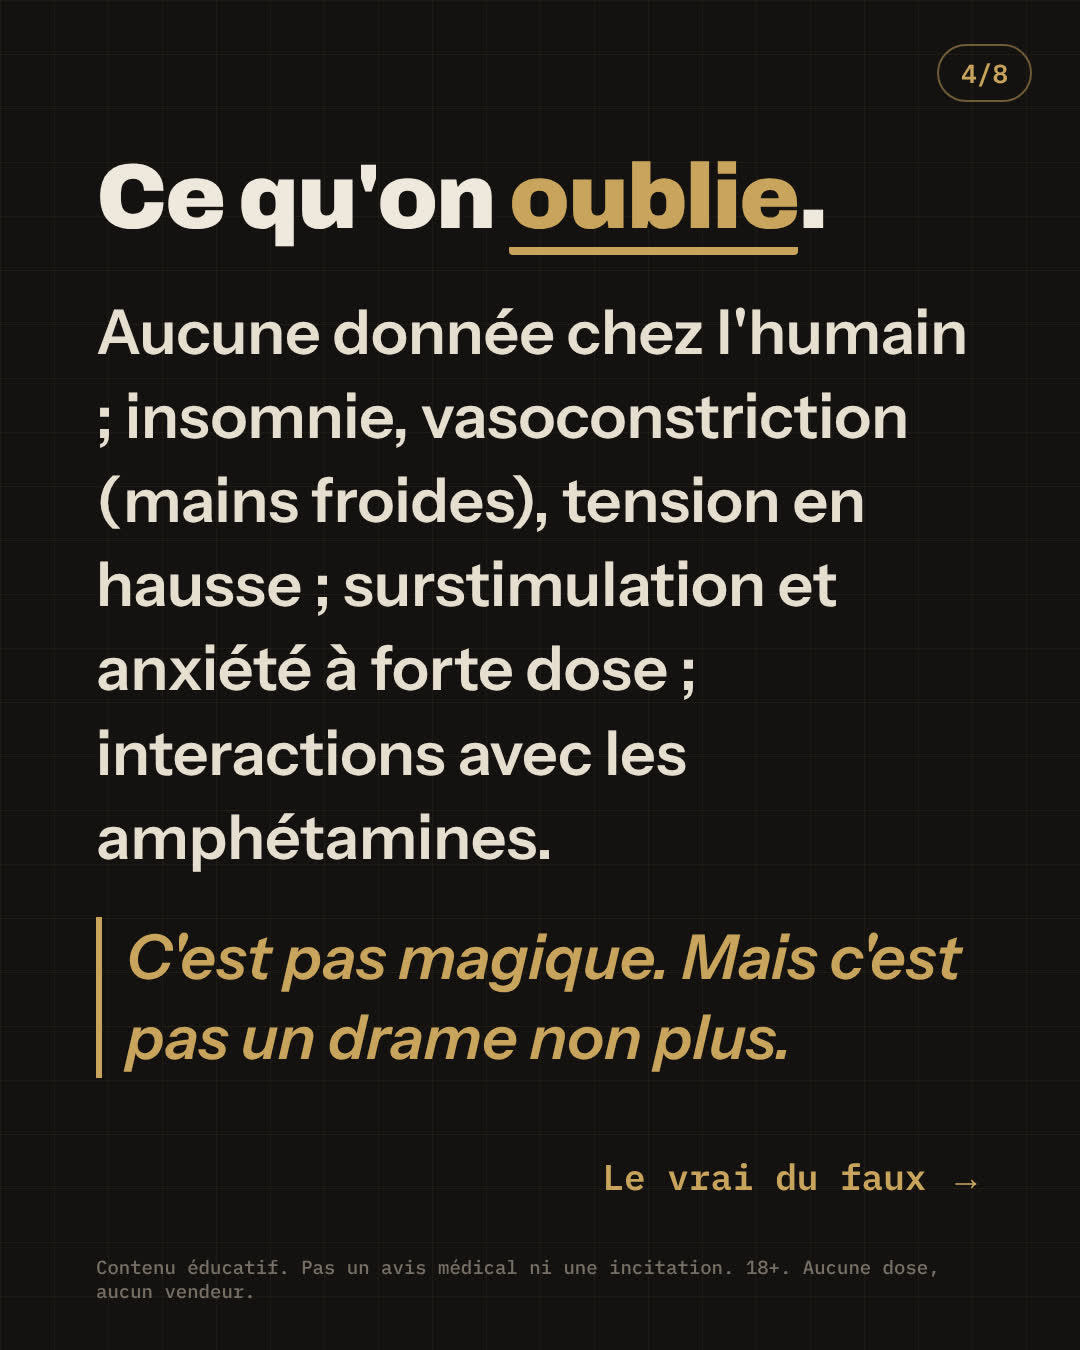 4/8
Ce qu'on oublie.
Aucune donnée chez l'humain
; insomnie, vasoconstriction
(mains froides), tension en
hausse ; surstimulation et
anxiété à forte dose ;
interactions avec les
amphétamines.
C'est pas magique. Mais c'est
pas un drame non plus.
Le vrai du faux →
Contenu éducatif. Pas un avis médical ni une incitation. 18+. Aucune dose,
aucun vendeur.